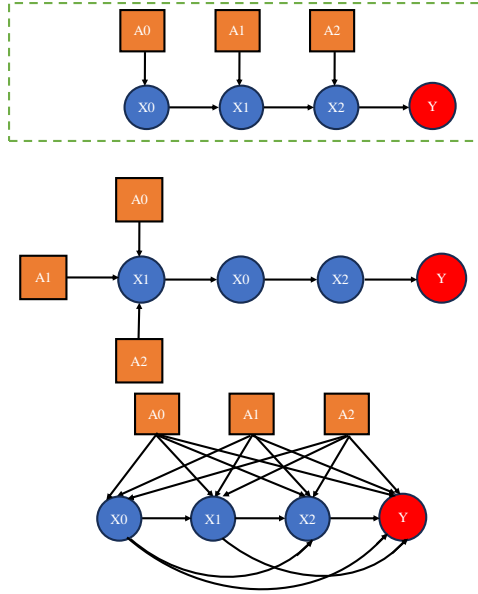 A0 A1 A2
X0 X1 X2 Y
A0
A1 X1 X0 X2 Y
A2
A0 A1 A2
X0 X1 X2 Y